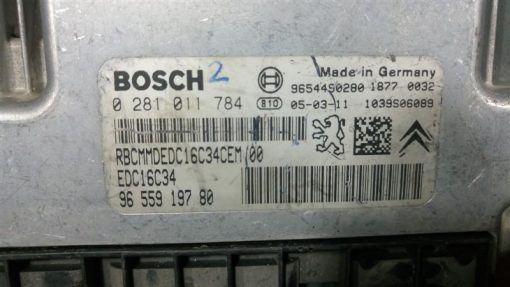 BOSCH 2
Made in Germany
9654450280 1877 0032
0 281 011 784 810 05-03-11 1039S06089
RBCMMDEDC16C34CEM/00
EDC16C34
96 559 197 80